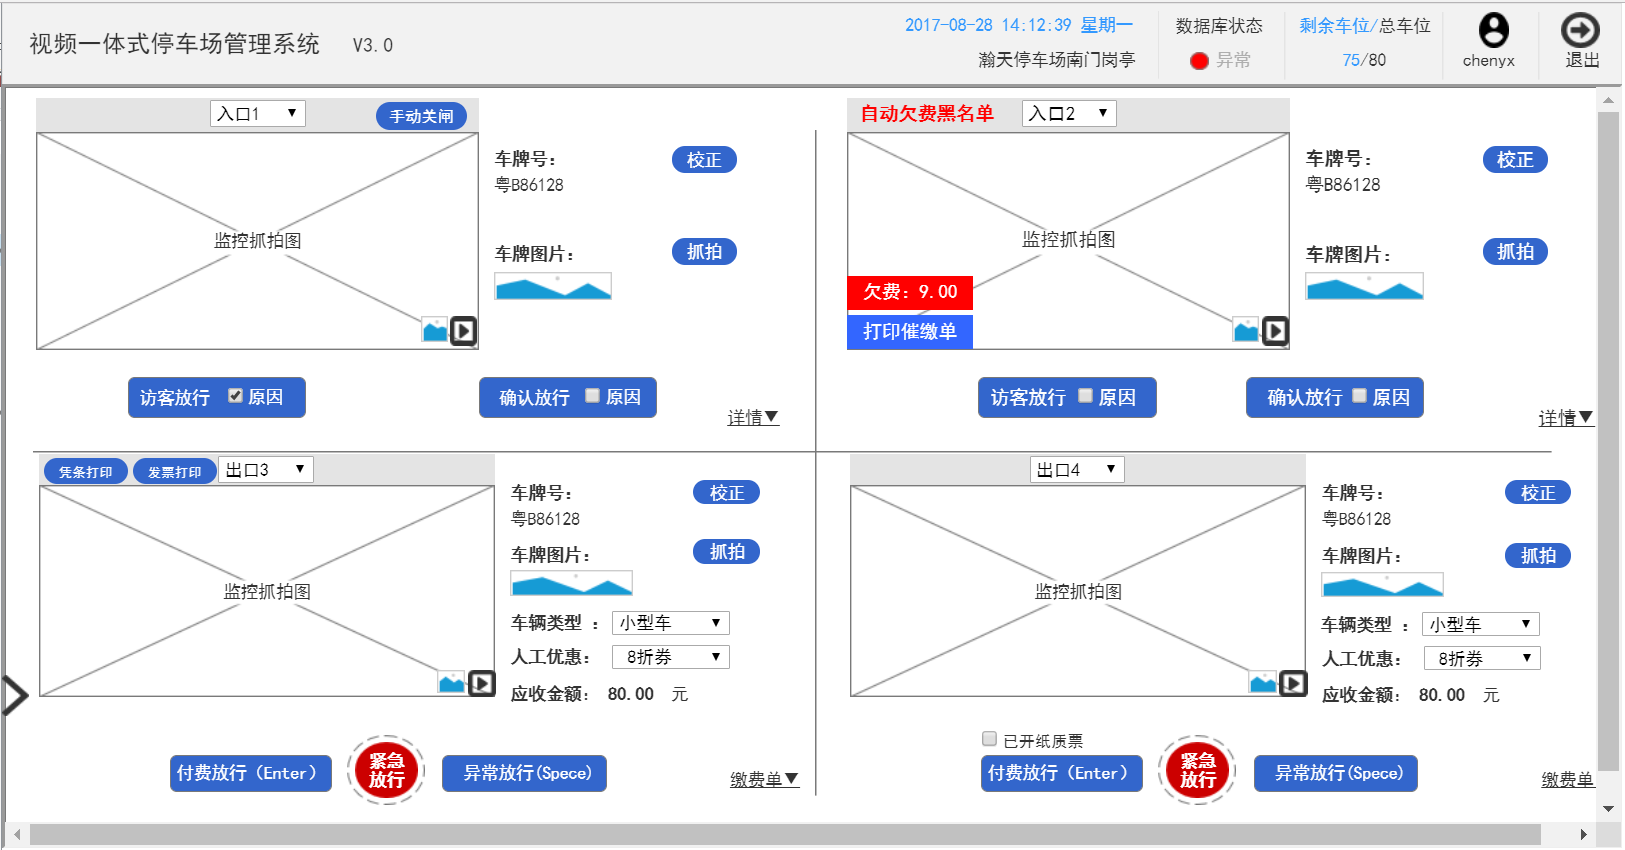 视频一体式停车场管理系统 V3.0
2017-08-28 14:12:39 星期一
瀚天停车场南门岗亭
数据库状态
异常
剩余车位/总车位
75/80
chenyx
退出
入口1
手动关闸
监控抓拍图
车牌号：
校正
粤B86128
车牌图片：
抓拍
访客放行 原因
确认放行 原因
详情▼
自动欠费黑名单
入口2
监控抓拍图
欠费：9.00
打印催缴单
车牌号：
校正
粤B86128
车牌图片：
抓拍
访客放行 原因
确认放行 原因
详情▼
凭条打印
发票打印
出口3
监控抓拍图
车牌号：
校正
粤B86128
车牌图片：
抓拍
车辆类型 ： 小型车
人工优惠： 8折券
应收金额： 80.00 元
付费放行（Enter）
紧急
放行
异常放行(Spece)
缴费单▼
出口4
监控抓拍图
车牌号：
校正
粤B86128
车牌图片：
抓拍
车辆类型 ： 小型车
人工优惠： 8折券
应收金额： 80.00 元
已开纸质票
付费放行（Enter）
紧急
放行
异常放行(Spece)
缴费单